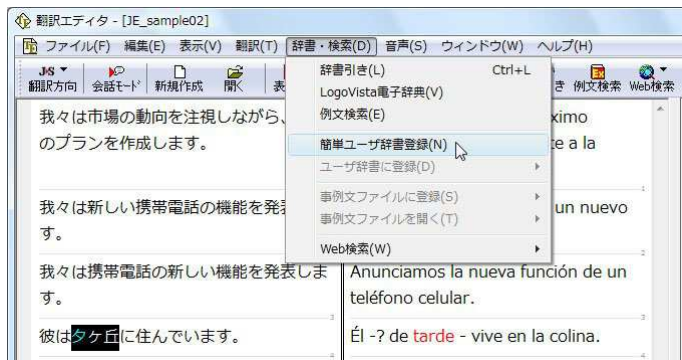 翻訳エディタ - [JE_sample02]
ファイル(F) 編集(E) 表示(V) 翻訳(T) 辞書・検索(D) 音声(S) ウィンドウ(W) ヘルプ(H)
J›S
翻訳方向 会話モード 新規作成 開く 表 き 例文検索 Web検索
辞書引き(L) Ctrl+L
LogoVista電子辞典(V)
例文検索(E)
簡単ユーザ辞書登録(N)
ユーザ辞書に登録(D)
事例文ファイルに登録(S)
事例文ファイルを開く(T)
Web検索(W)
我々は市場の動向を注視しながら、
のプランを作成します。
ximo
te a la
1
我々は新しい携帯電話の機能を発表
す。
un nuevo
2
我々は携帯電話の新しい機能を発表しま
す。
3
Anunciamos la nueva función de un
teléfono celular.
3
彼は夕ヶ丘に住んでいます。
4
Él -? de tarde - vive en la colina.
4